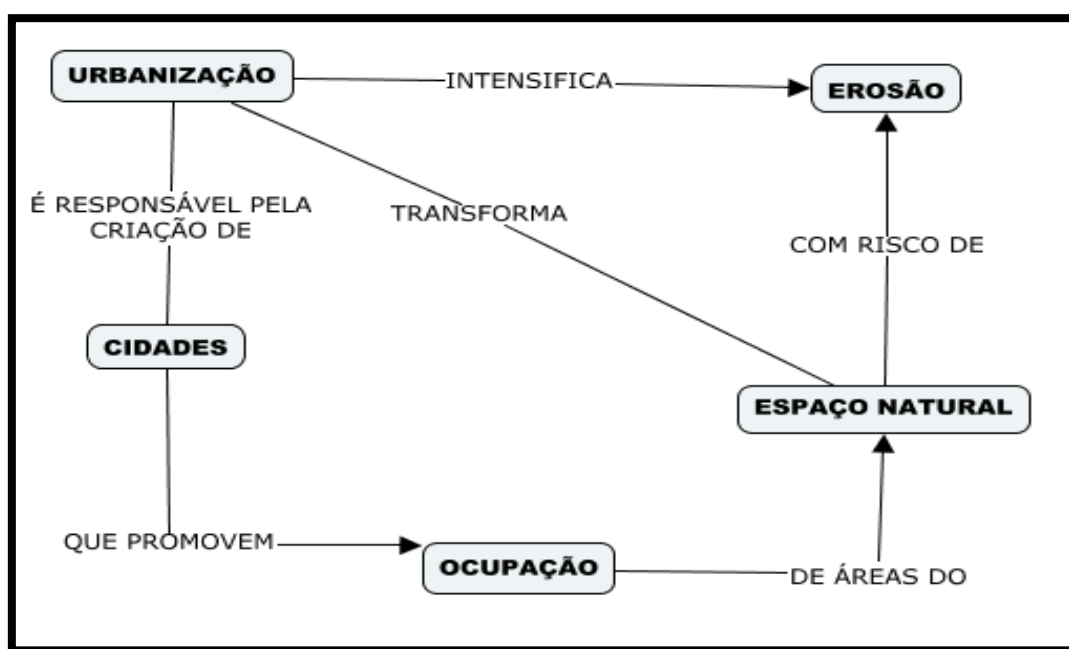 URBANIZAÇÃO
INTENSIFICA
EROSÃO
É RESPONSÁVEL PELA
CRIAÇÃO DE
TRANSFORMA
COM RISCO DE
CIDADES
ESPAÇO NATURAL
QUE PROMOVEM
OCUPAÇÃO
DE ÁREAS DO